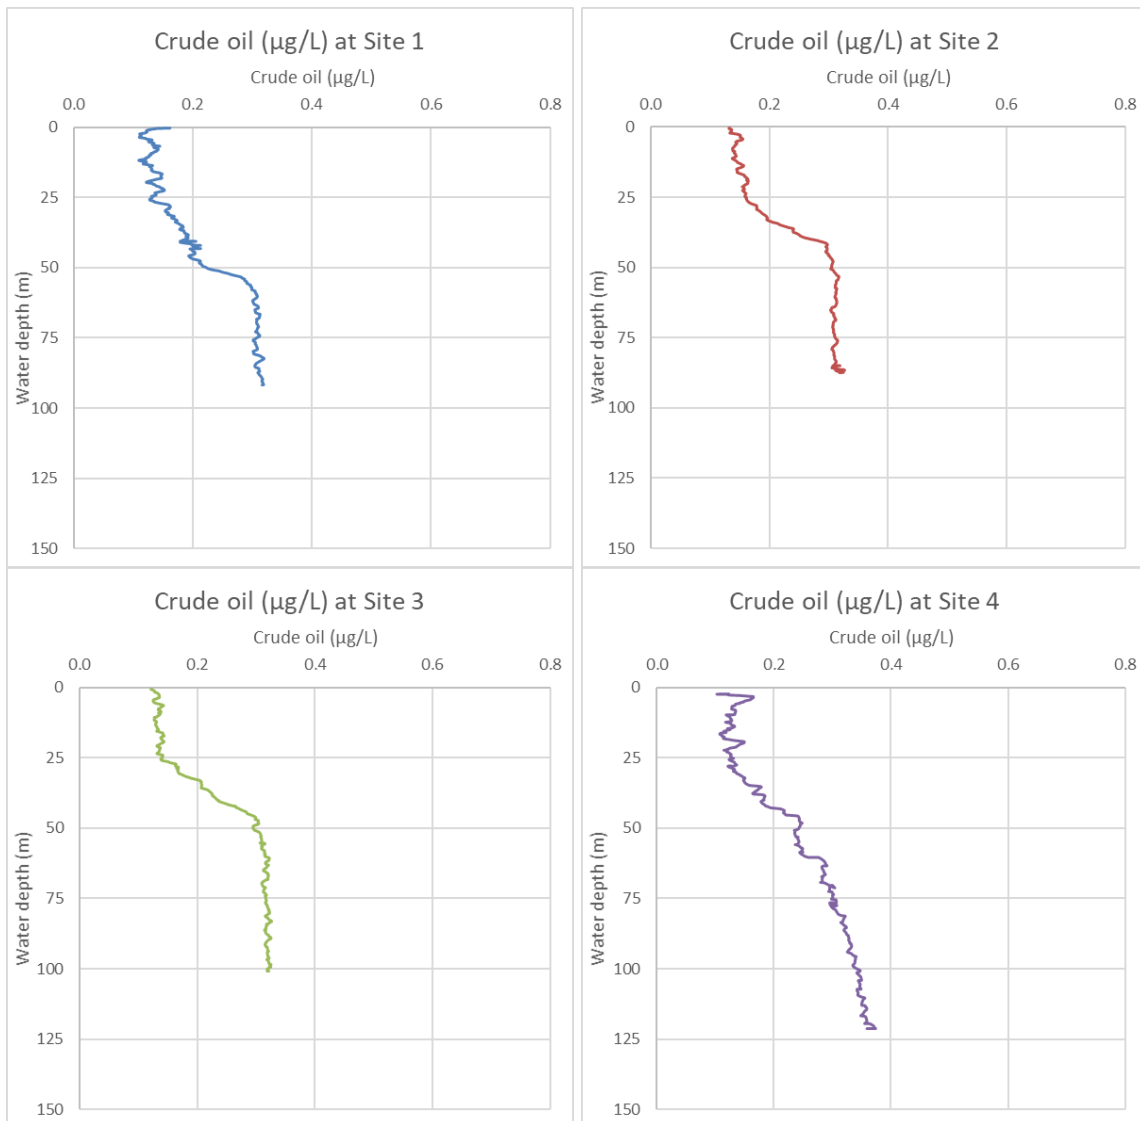 Crude oil (µg/L) at Site 1
Crude oil (µg/L)
0.0 0.2 0.4 0.6 0.8
0
25
50
75
100
125
150
Water depth (m)
Crude oil (µg/L) at Site 2
Crude oil (µg/L)
0.0 0.2 0.4 0.6 0.8
0
25
50
75
100
125
150
Water depth (m)
Crude oil (µg/L) at Site 3
Crude oil (µg/L)
0.0 0.2 0.4 0.6 0.8
0
25
50
75
100
125
150
Water depth (m)
Crude oil (µg/L) at Site 4
Crude oil (µg/L)
0.0 0.2 0.4 0.6 0.8
0
25
50
75
100
125
150
Water depth (m)